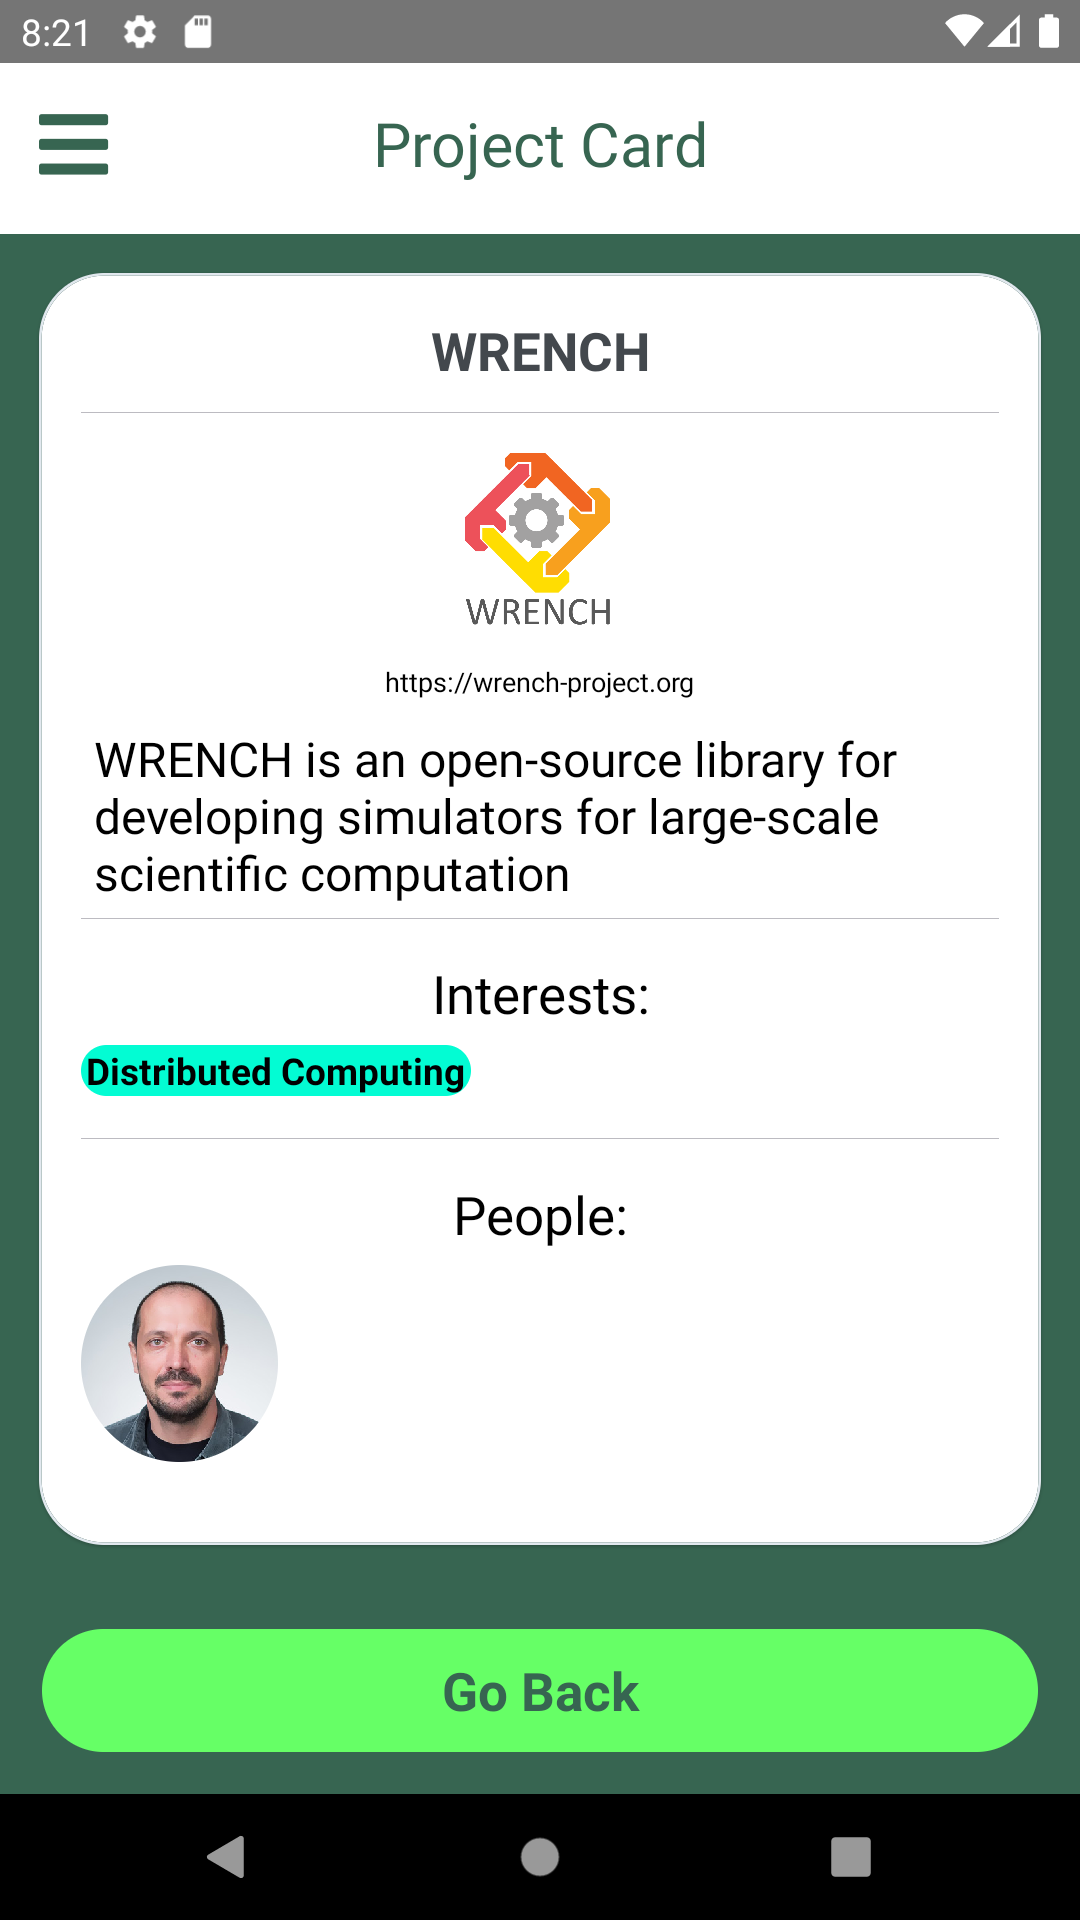 8:21
Project Card
WRENCH
WRENCH
https://wrench-project.org
WRENCH is an open-source library for
developing simulators for large-scale
scientific computation
Interests:
Distributed Computing
People:
Go Back